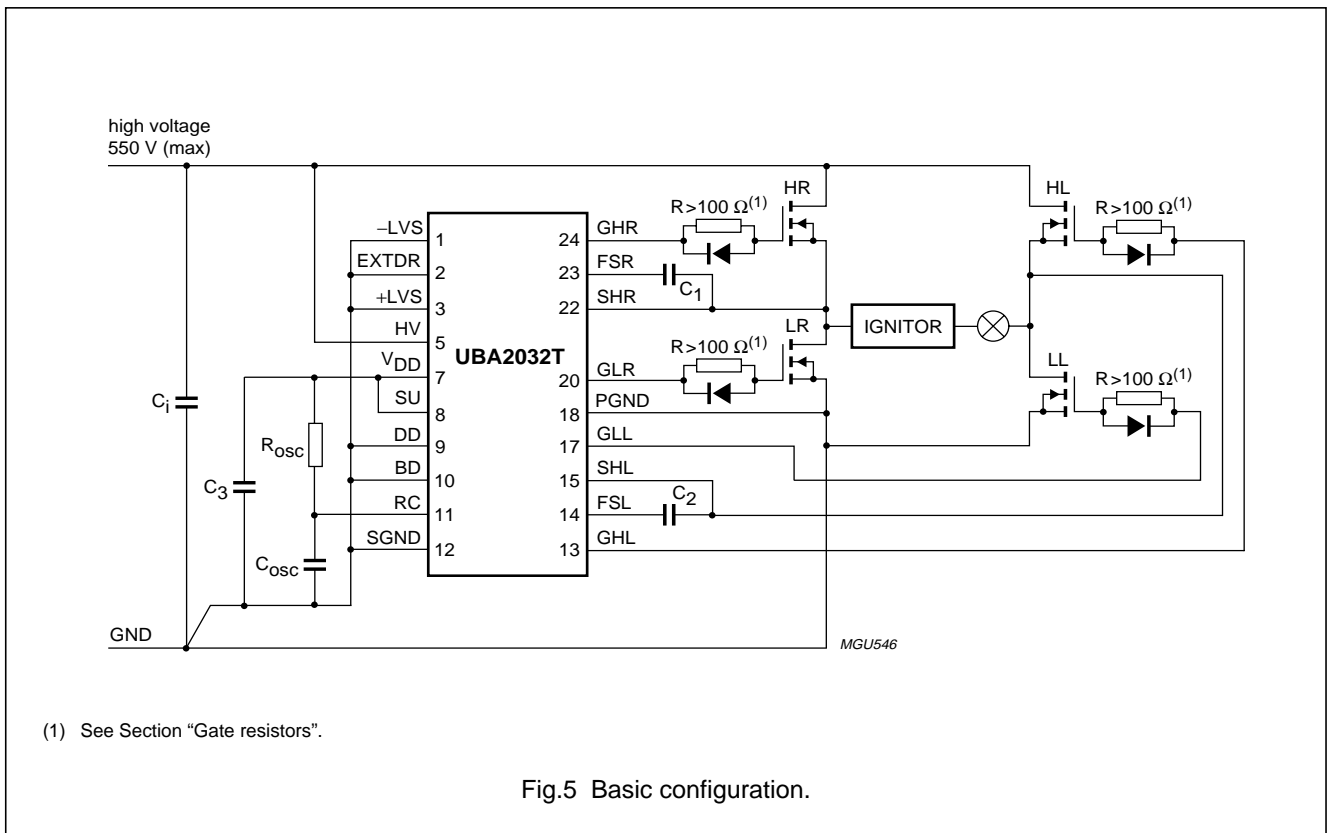 high voltage
550 V (max)
HR
HL
R>100 Ω(1)
R>100 Ω(1)
–LVS
1
24
GHR
EXTDR
2
23
FSR
C1
+LVS
3
22
SHR
HV
5
UBA2032T
LR
IGNITOR
VDD
7
R>100 Ω(1)
LL
R>100 Ω(1)
20
GLR
SU
8
18
PGND
Ci
Rosc
DD
9
17
GLL
C3
BD
10
15
SHL
C2
RC
11
14
FSL
SGND
12
13
GHL
Cosc
GND
MGU546
(1) See Section “Gate resistors”.
Fig.5 Basic configuration.